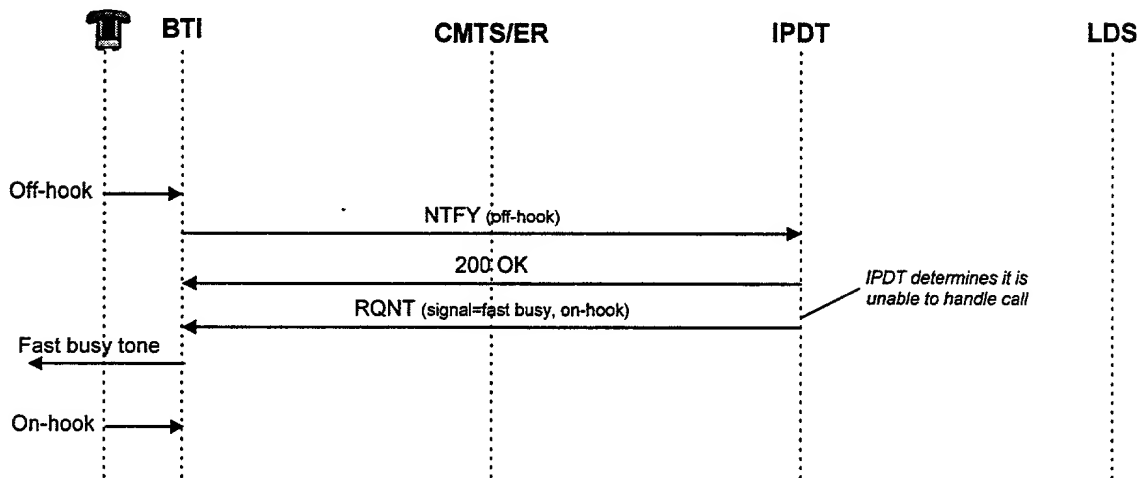 BTI
CMTS/ER
IPDT
LDS
Off-hook
NTFY (off-hook)
200 OK
IPDT determines it is
unable to handle call
RQNT (signal=fast busy, on-hook)
Fast busy tone
On-hook